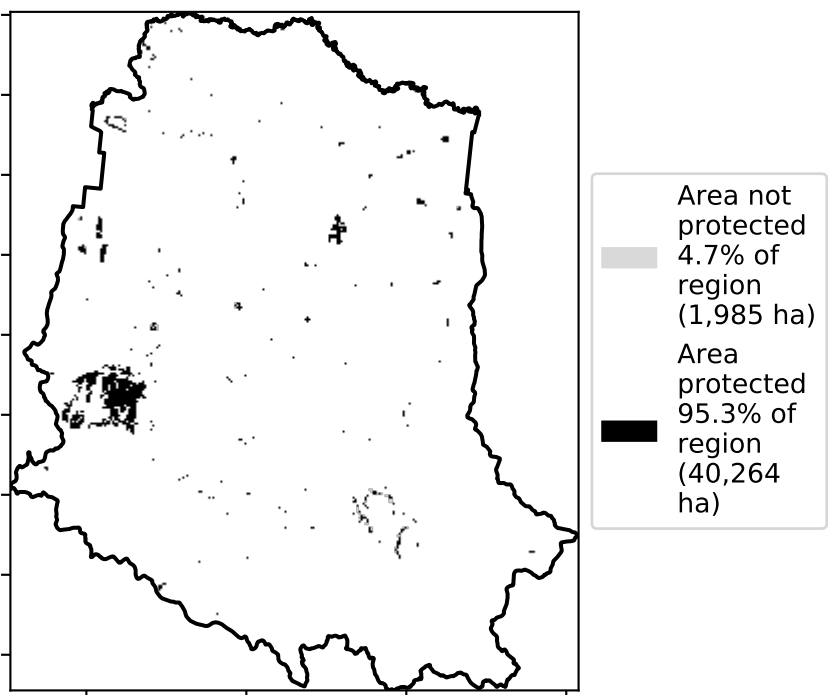 Area not
protected
4.7% of
region
(1,985 ha)
Area
protected
95.3% of
region
(40,264
ha)